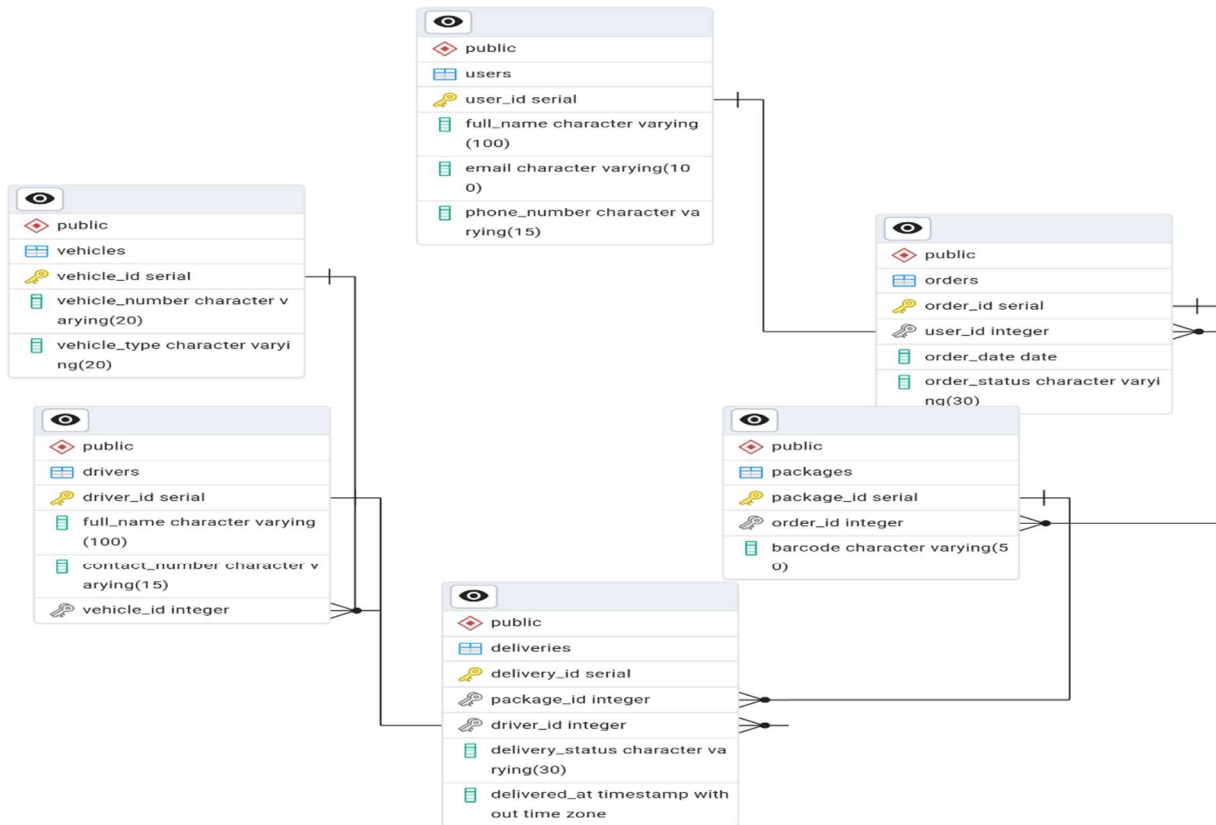 public
users
user_id serial
full_name character varying
(100)
email character varying(10
0)
phone_number character va
rying(15)
public
vehicles
vehicle_id serial
vehicle_number character v
arying(20)
vehicle_type character varyi
ng(20)
public
orders
order_id serial
user_id integer
order_date date
order_status character varyi
ng(30)
public
drivers
driver_id serial
full_name character varying
(100)
contact_number character v
arying(15)
vehicle_id integer
public
packages
package_id serial
order_id integer
barcode character varying(5
0)
public
deliveries
delivery_id serial
package_id integer
driver_id integer
delivery_status character va
rying(30)
delivered_at timestamp with
out time zone